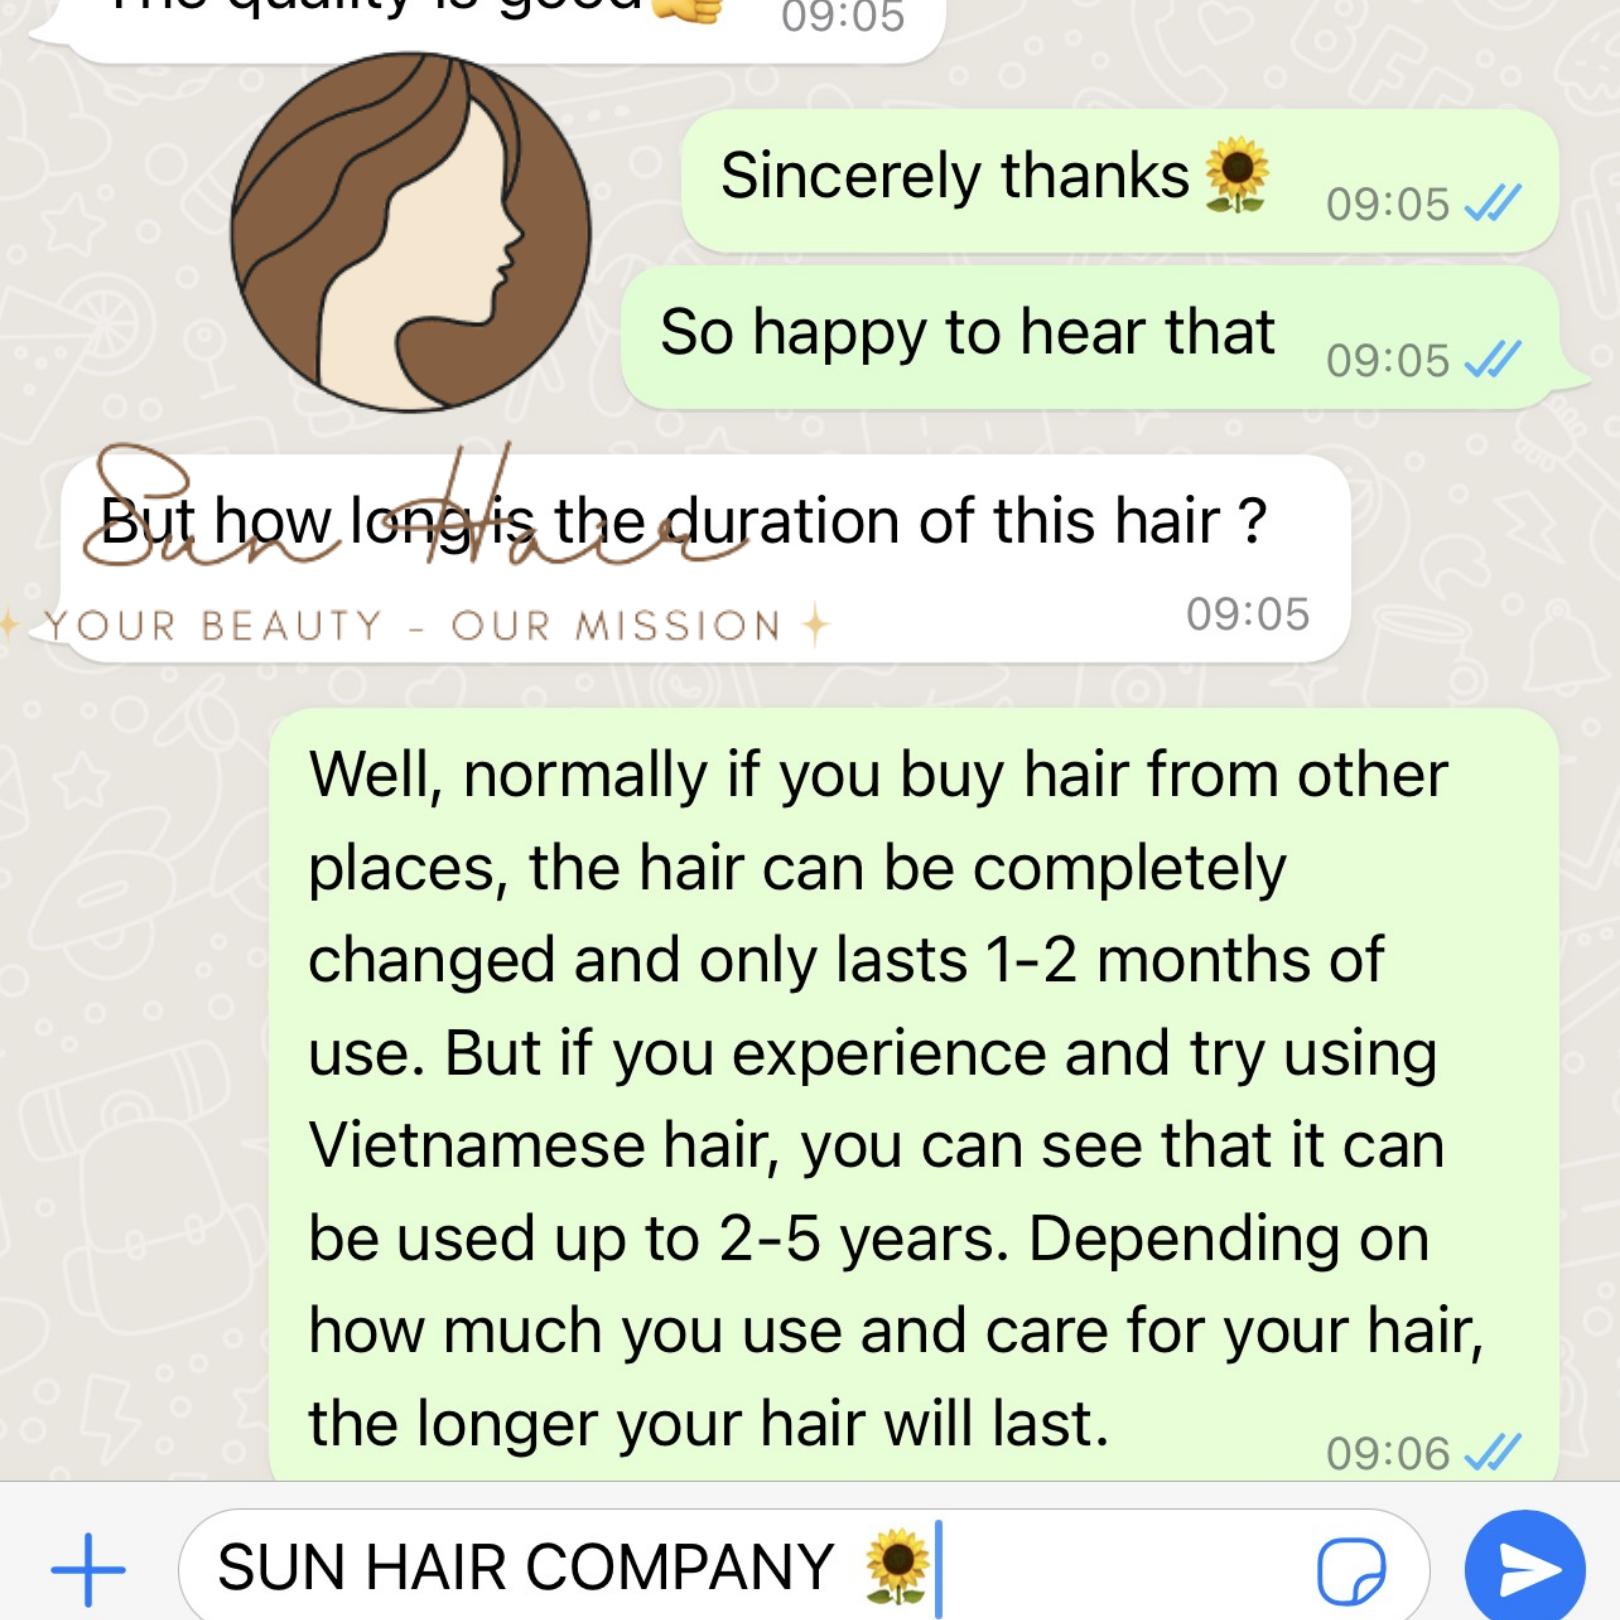 The quality is good👍 09:05
Sincerely thanks🌻 09:05
So happy to hear that 09:05
But how long is the duration of this hair ?
09:05
Sun Hair
YOUR BEAUTY - OUR MISSION
Well, normally if you buy hair from other
places, the hair can be completely
changed and only lasts 1-2 months of
use. But if you experience and try using
Vietnamese hair, you can see that it can
be used up to 2-5 years. Depending on
how much you use and care for your hair,
the longer your hair will last.
09:06
SUN HAIR COMPANY 🌻